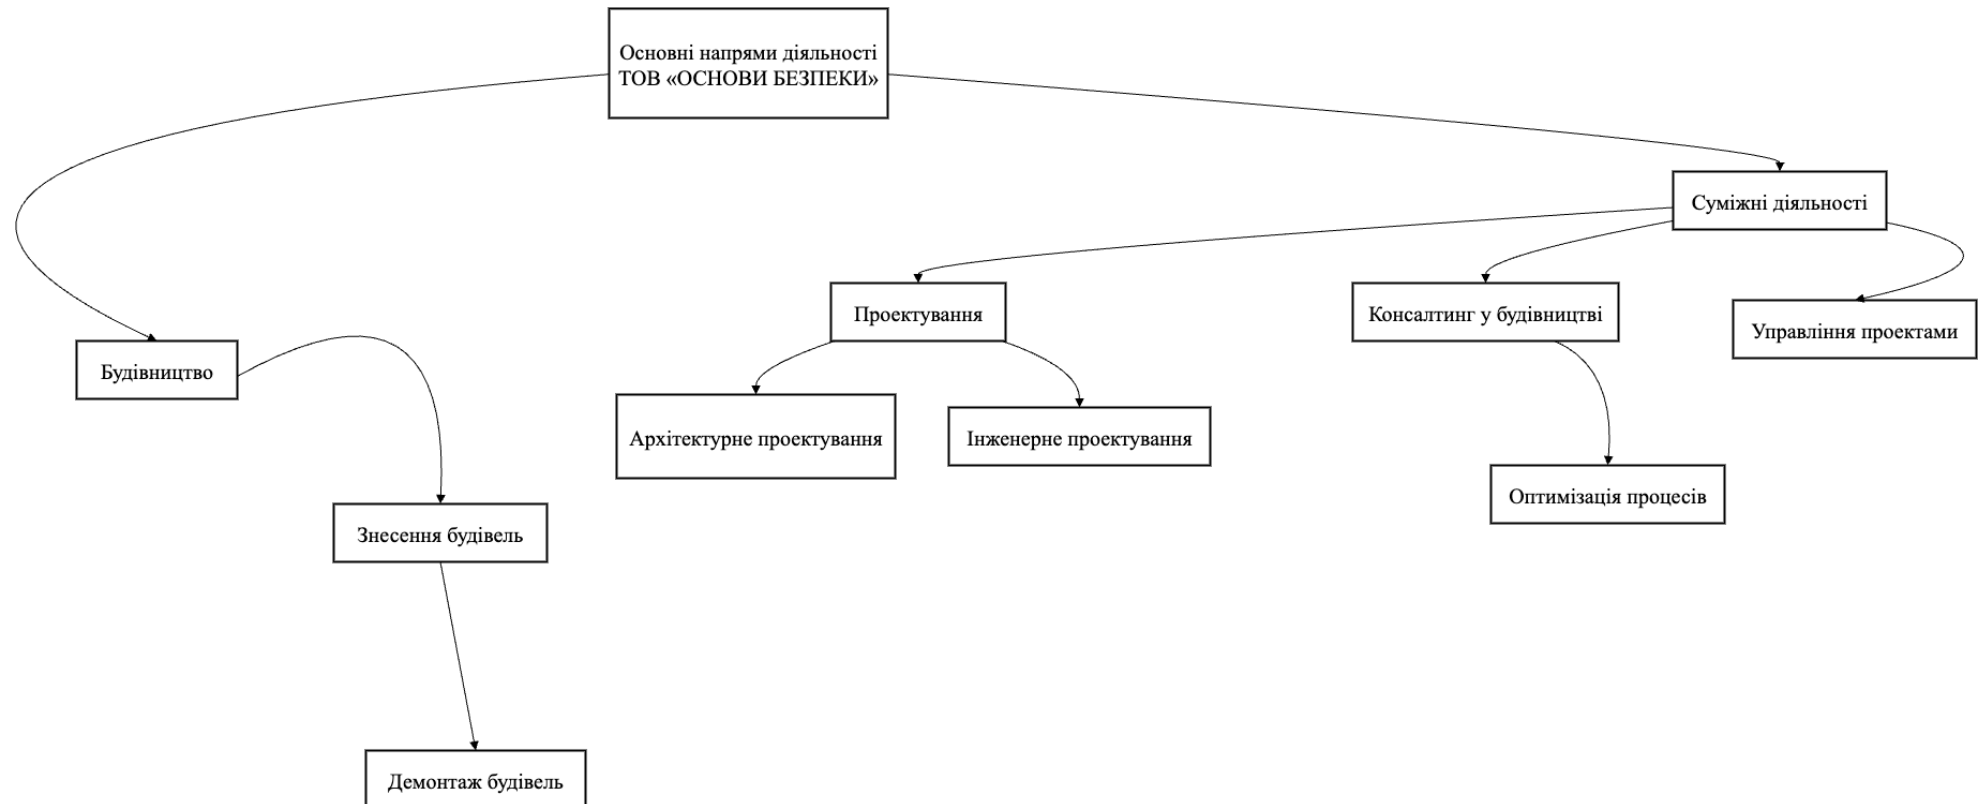 Основні напрями діяльності
ТОВ «ОСНОВИ БЕЗПЕКИ»
Суміжні діяльності
Проектування
Консалтинг у будівництві
Управління проектами
Будівництво
Архітектурне проектування
Інженерне проектування
Оптимізація процесів
Знесення будівель
Демонтаж будівель